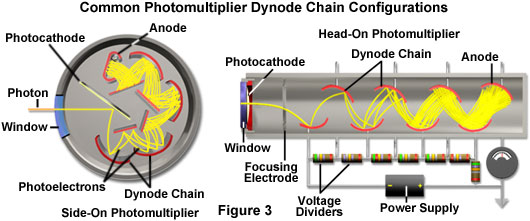 Common Photomultiplier Dynode Chain Configurations
Anode
Photocathode
Photon
Window
Photoelectrons
Dynode Chain
Side-On Photomultiplier
Head-On Photomultiplier
Photocathode
Dynode Chain
Anode
Window
Focusing
Electrode
Voltage
Dividers
- +
Power Supply
Figure 3